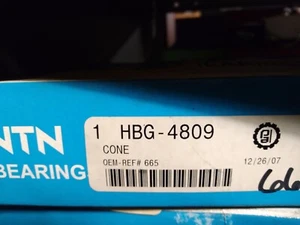 NTN
BEARING
1 HBG-4809
CONE
OEM-REF# 665
12/26/07